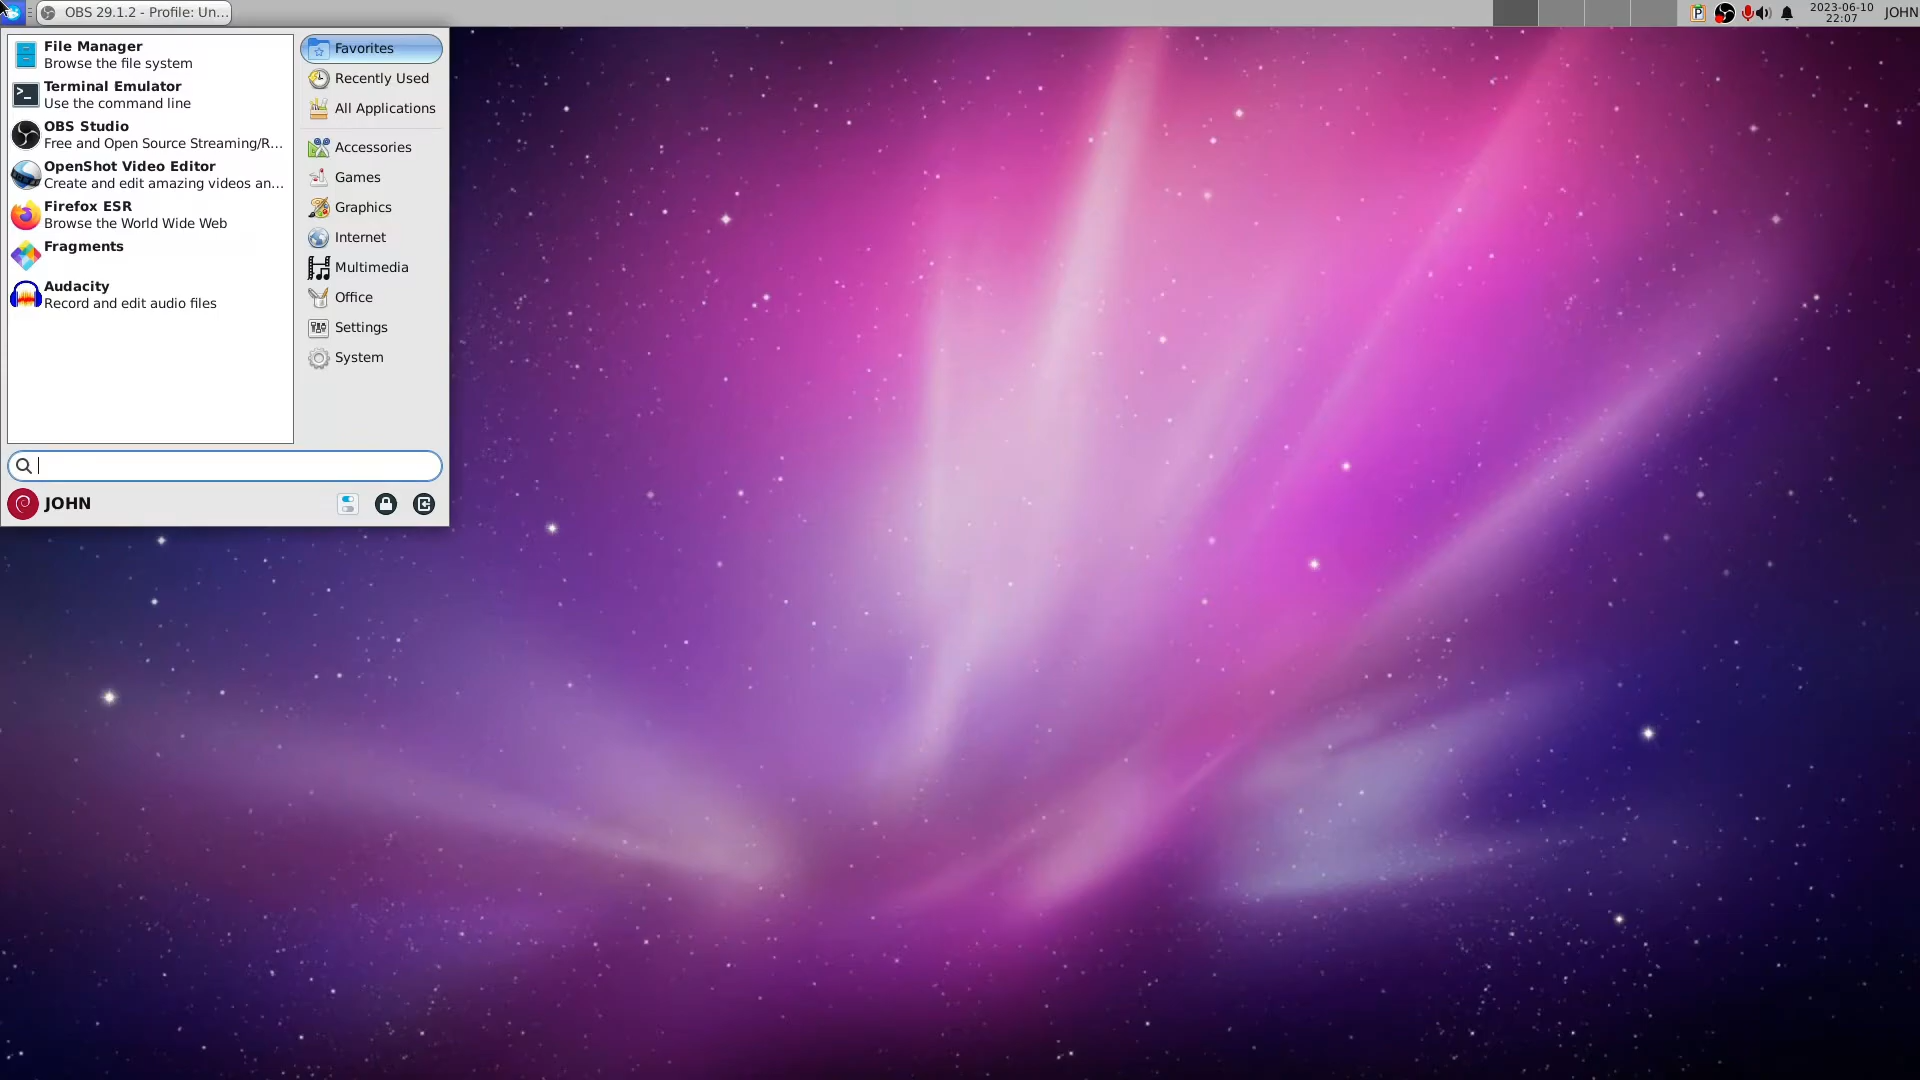 OBS 29.1.2 - Profile: Un...
2023-06-10
22:07
JOHN
File Manager
Browse the file system
Terminal Emulator
Use the command line
OBS Studio
Free and Open Source Streaming/R...
OpenShot Video Editor
Create and edit amazing videos an...
Firefox ESR
Browse the World Wide Web
Fragments
Audacity
Record and edit audio files
Favorites
Recently Used
All Applications
Accessories
Games
Graphics
Internet
Multimedia
Office
Settings
System
JOHN